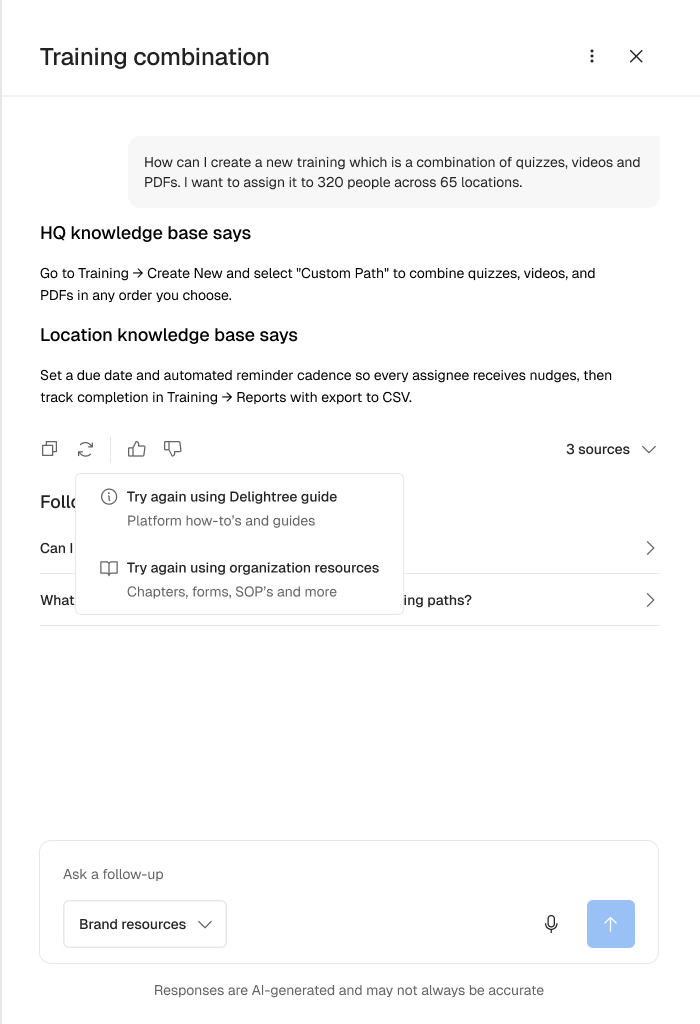 Training combination
How can I create a new training which is a combination of quizzes, videos and
PDFs. I want to assign it to 320 people across 65 locations.
HQ knowledge base says
Go to Training → Create New and select "Custom Path" to combine quizzes, videos, and
PDFs in any order you choose.
Location knowledge base says
Set a due date and automated reminder cadence so every assignee receives nudges, then
track completion in Training → Reports with export to CSV.
3 sources
Try again using Delightree guide
Platform how-to's and guides
Can I
Try again using organization resources
Chapters, forms, SOP's and more
What
paths?
Ask a follow-up
Brand resources
Responses are AI-generated and may not always be accurate